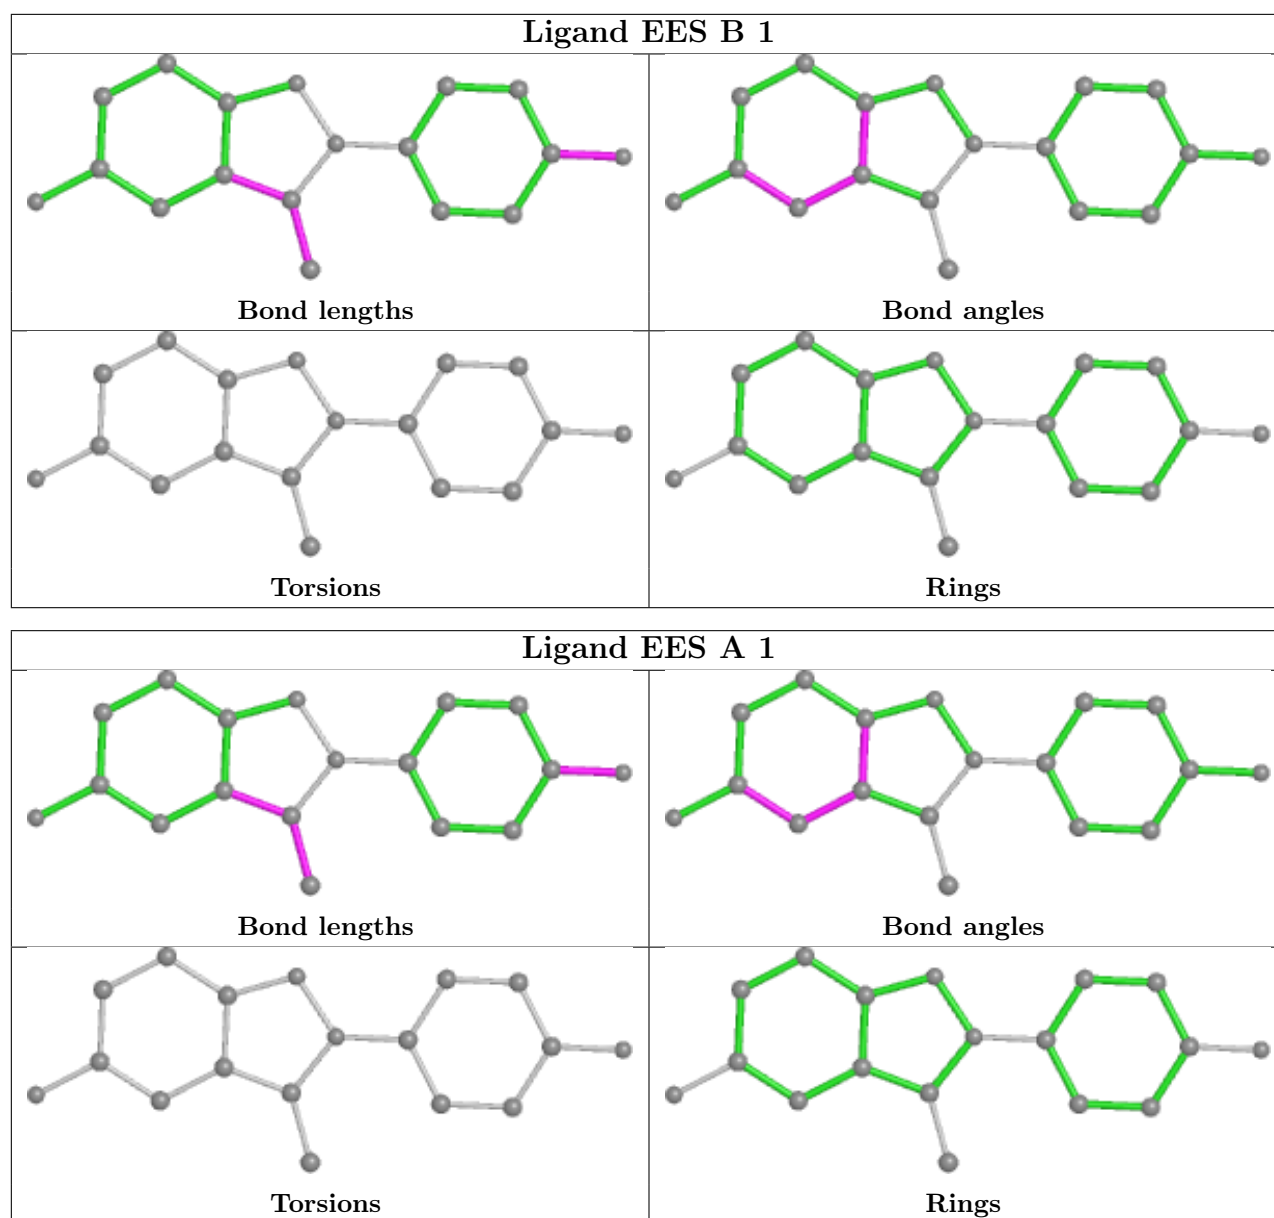 Ligand EES B 1
Bond lengths
Bond angles
Torsions
Rings
Ligand EES A 1
Bond lengths
Bond angles
Torsions
Rings